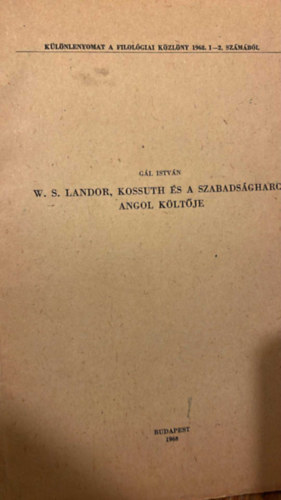 KÜLÖNLENYOMAT A FILOLÓGIAI KÖZLÖNY 1968. 1–2. SZÁMÁBÓL
GÁL ISTVÁN
W. S. LANDOR, KOSSUTH ÉS A SZABADSÁGHARC
ANGOL KÖLTŐJE
BUDAPEST
1968